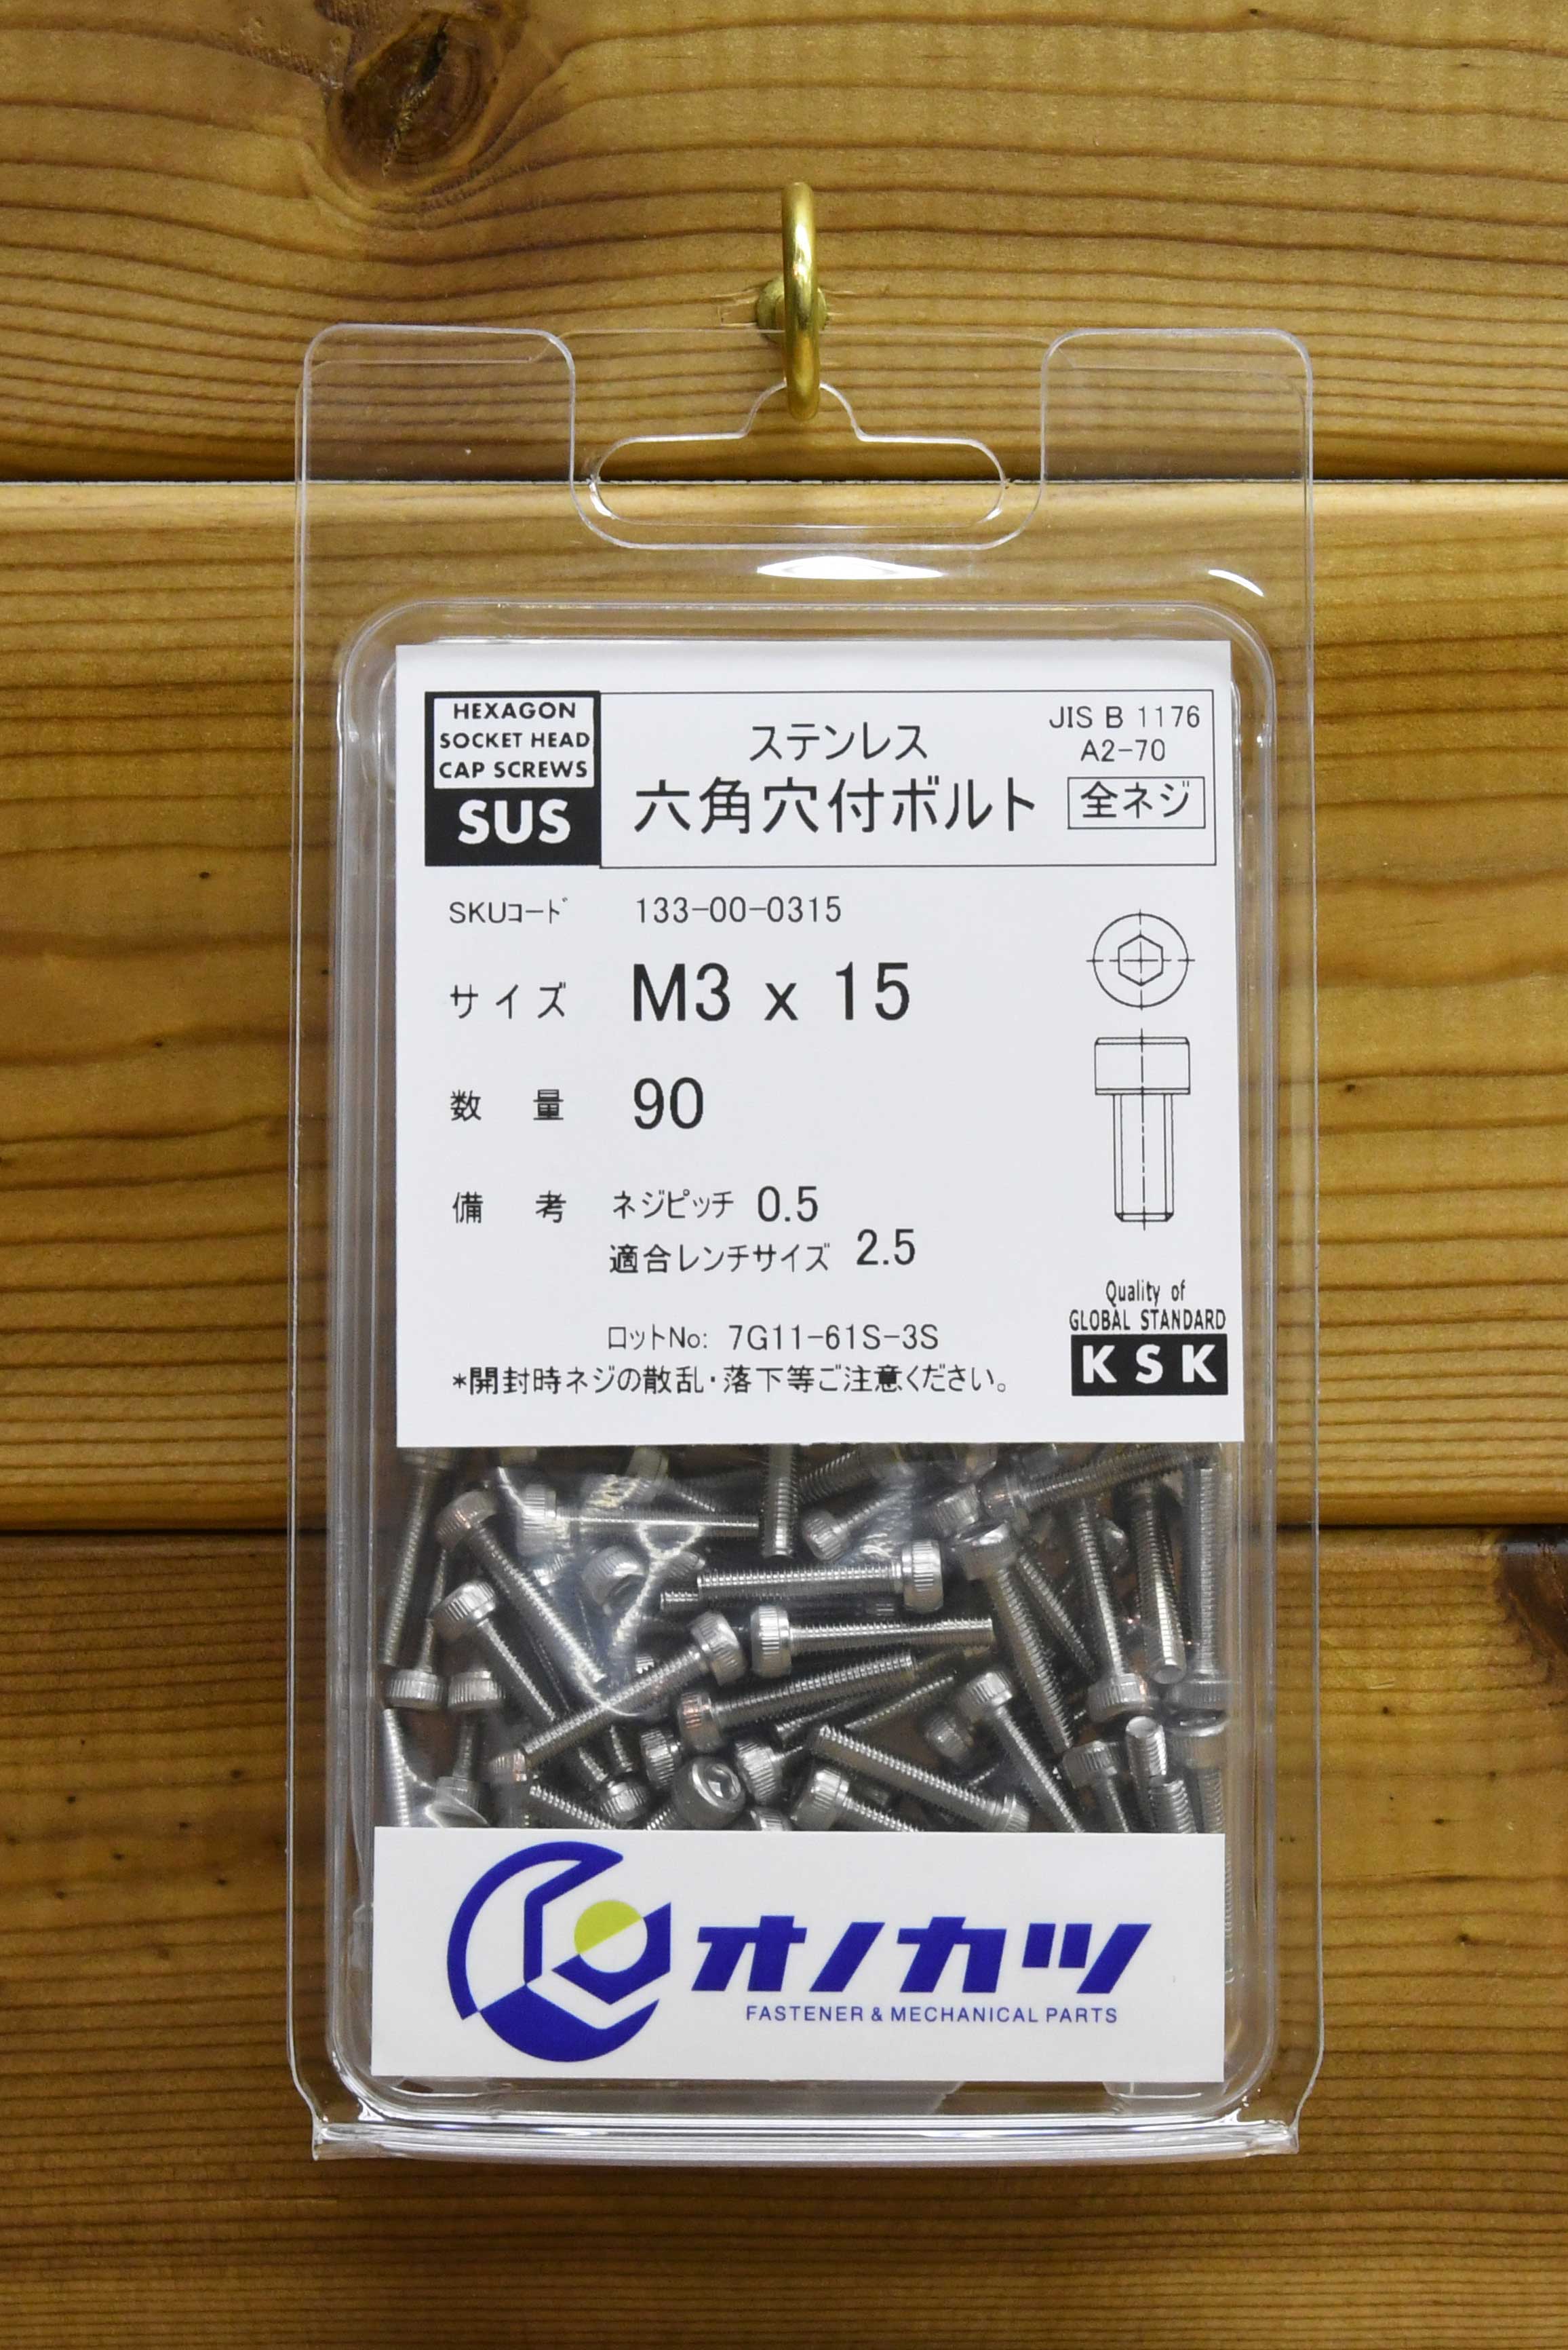 HEXAGON
SOCKET HEAD
CAP SCREWS
SUS
ステンレス
六角穴付ボルト
JIS B 1176
A2-70
全ネジ
SKUコード 133-00-0315
サイズ M3 x 15
数量 90
備考 ネジピッチ 0.5
適合レンチサイズ 2.5
ロットNo: 7G11-61S-3S
*開封時ネジの散乱・落下等ご注意ください。
Quality of
GLOBAL STANDARD
KSK
オノカツ
FASTENER & MECHANICAL PARTS